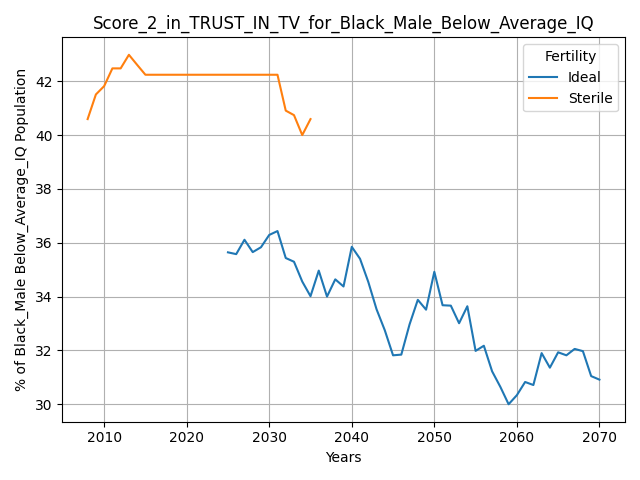 Score_2_in_TRUST_IN_TV_for_Black_Male_Below_Average_IQ
Fertility
Ideal
Sterile
% of Black_Male Below_Average_IQ Population
42
40
38
36
34
32
30
2010 2020 2030 2040 2050 2060 2070
Years